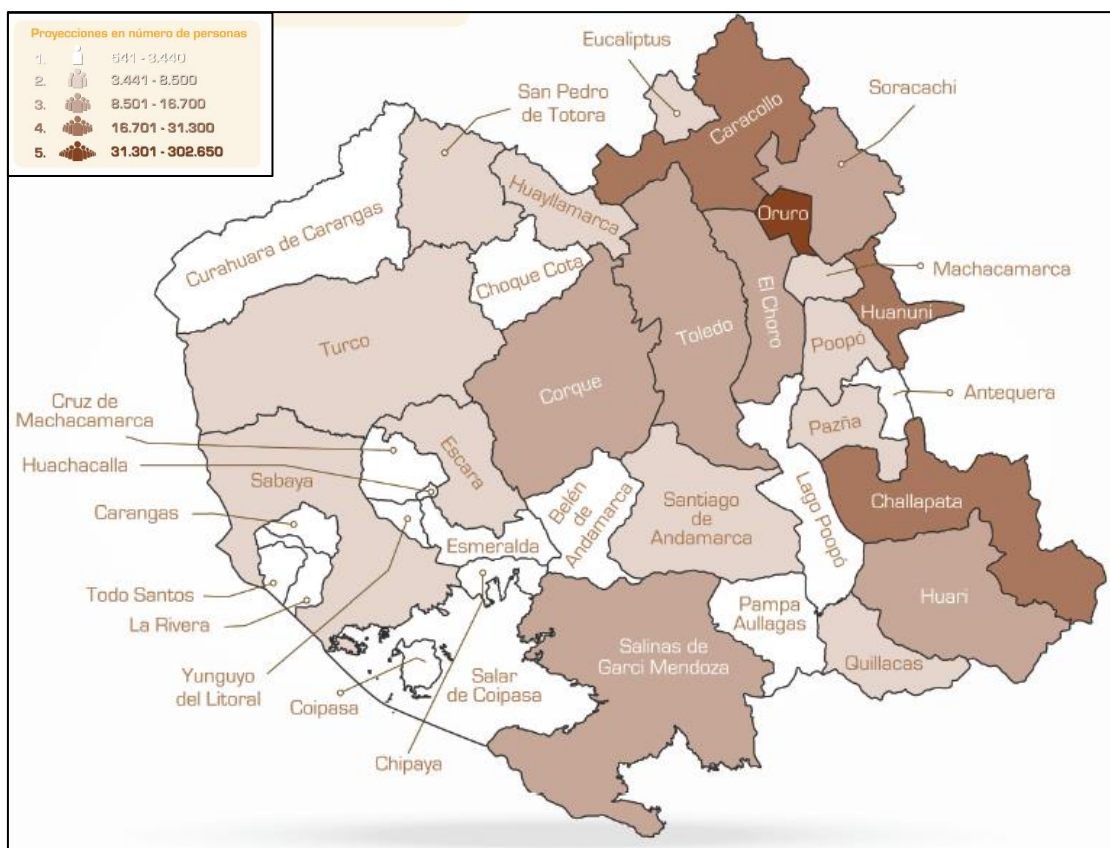 Proyecciones en número de personas
1. 541 - 3.440
2. 3.441 - 8.500
3. 8.501 - 16.700
4. 16.701 - 31.300
5. 31.301 - 302.650
Eucaliptus
Soracachi
San Pedro
de Totora
Caracollo
Huayllamarca
Oruro
Curahuara de Carangas
Choque Cota
Machacamarca
El Choro
Huanuni
Toledo
Turco
Poopó
Corque
Antequera
Cruz de
Machacamarca
Pazña
Escara
Huachacalla
Sabaya
Challapata
Belén
de
Andamarca
Santiago
de
Andamarca
Lago Poopó
Carangas
Esmeralda
Todo Santos
Huari
La Rivera
Pampa
Aullagas
Salinas de
Garci Mendoza
Quillacas
Yunguyo
del Litoral
Salar
de Coipasa
Coipasa
Chipaya